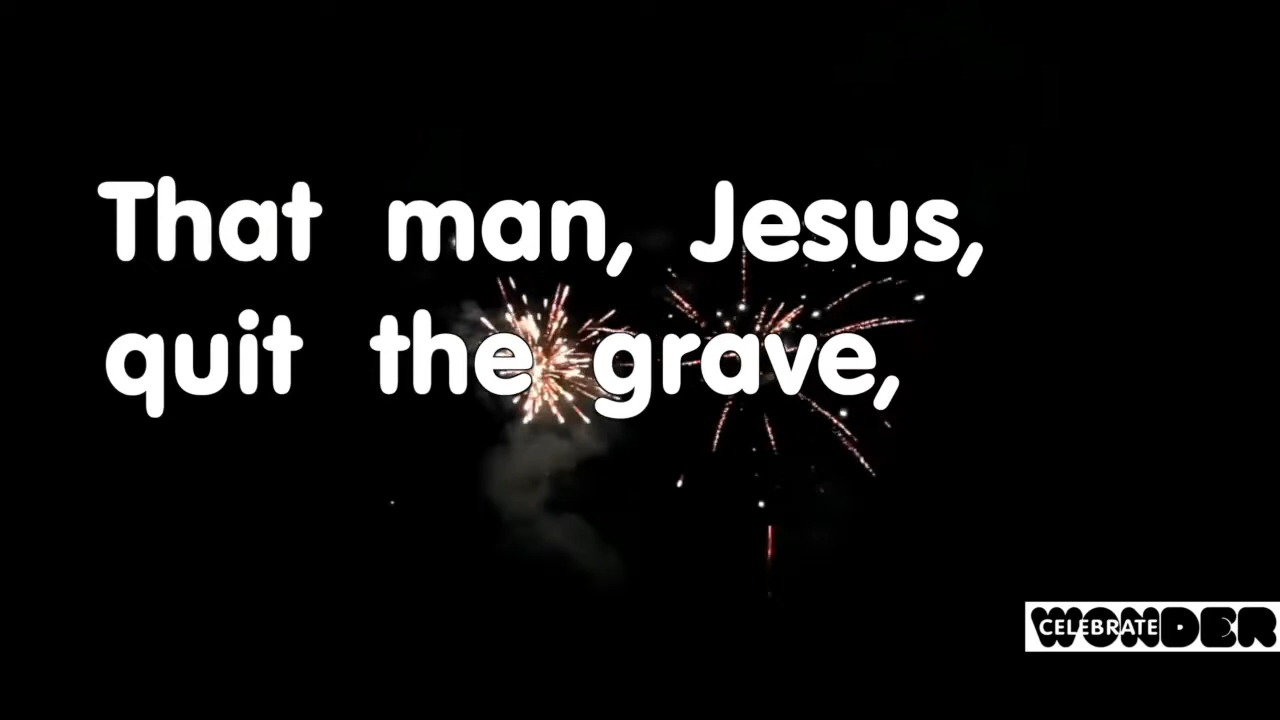 That man, Jesus,
quit the grave,
CELEBRATE WONDER